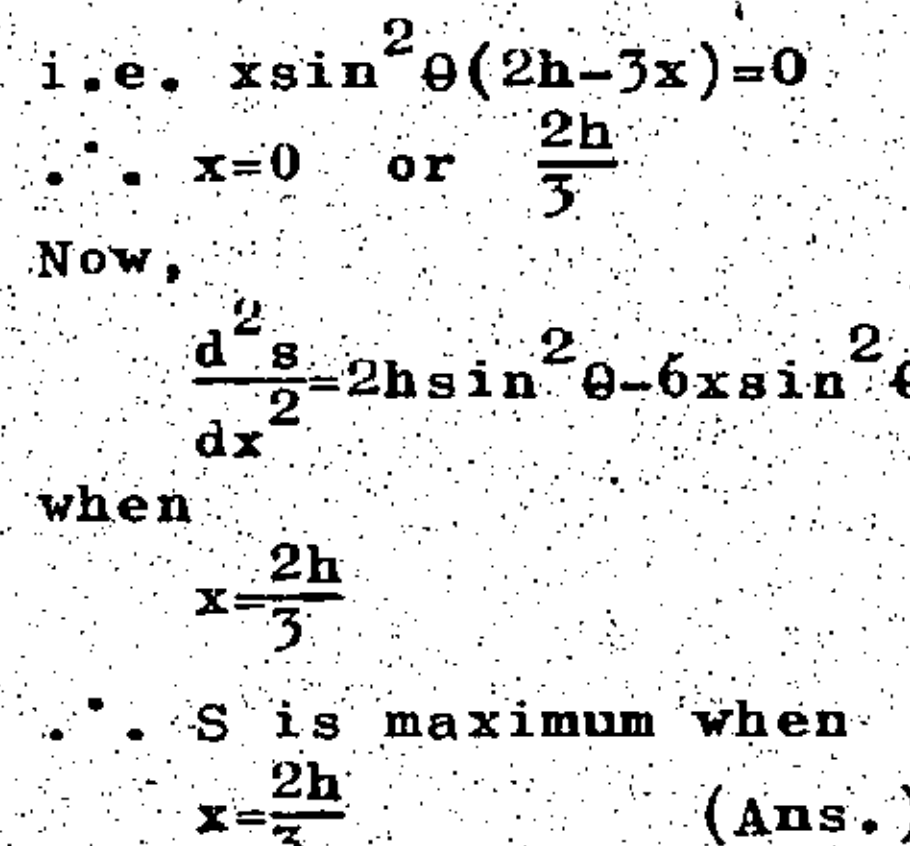 i.e. xsin²θ(2h-3x)=0
∴ x=0 or 2h/3
Now,
d²s/dx²=2hsin²θ-6xsin²θ
when
x=2h/3
∴ S is maximum when
x=2h/3 (Ans.)